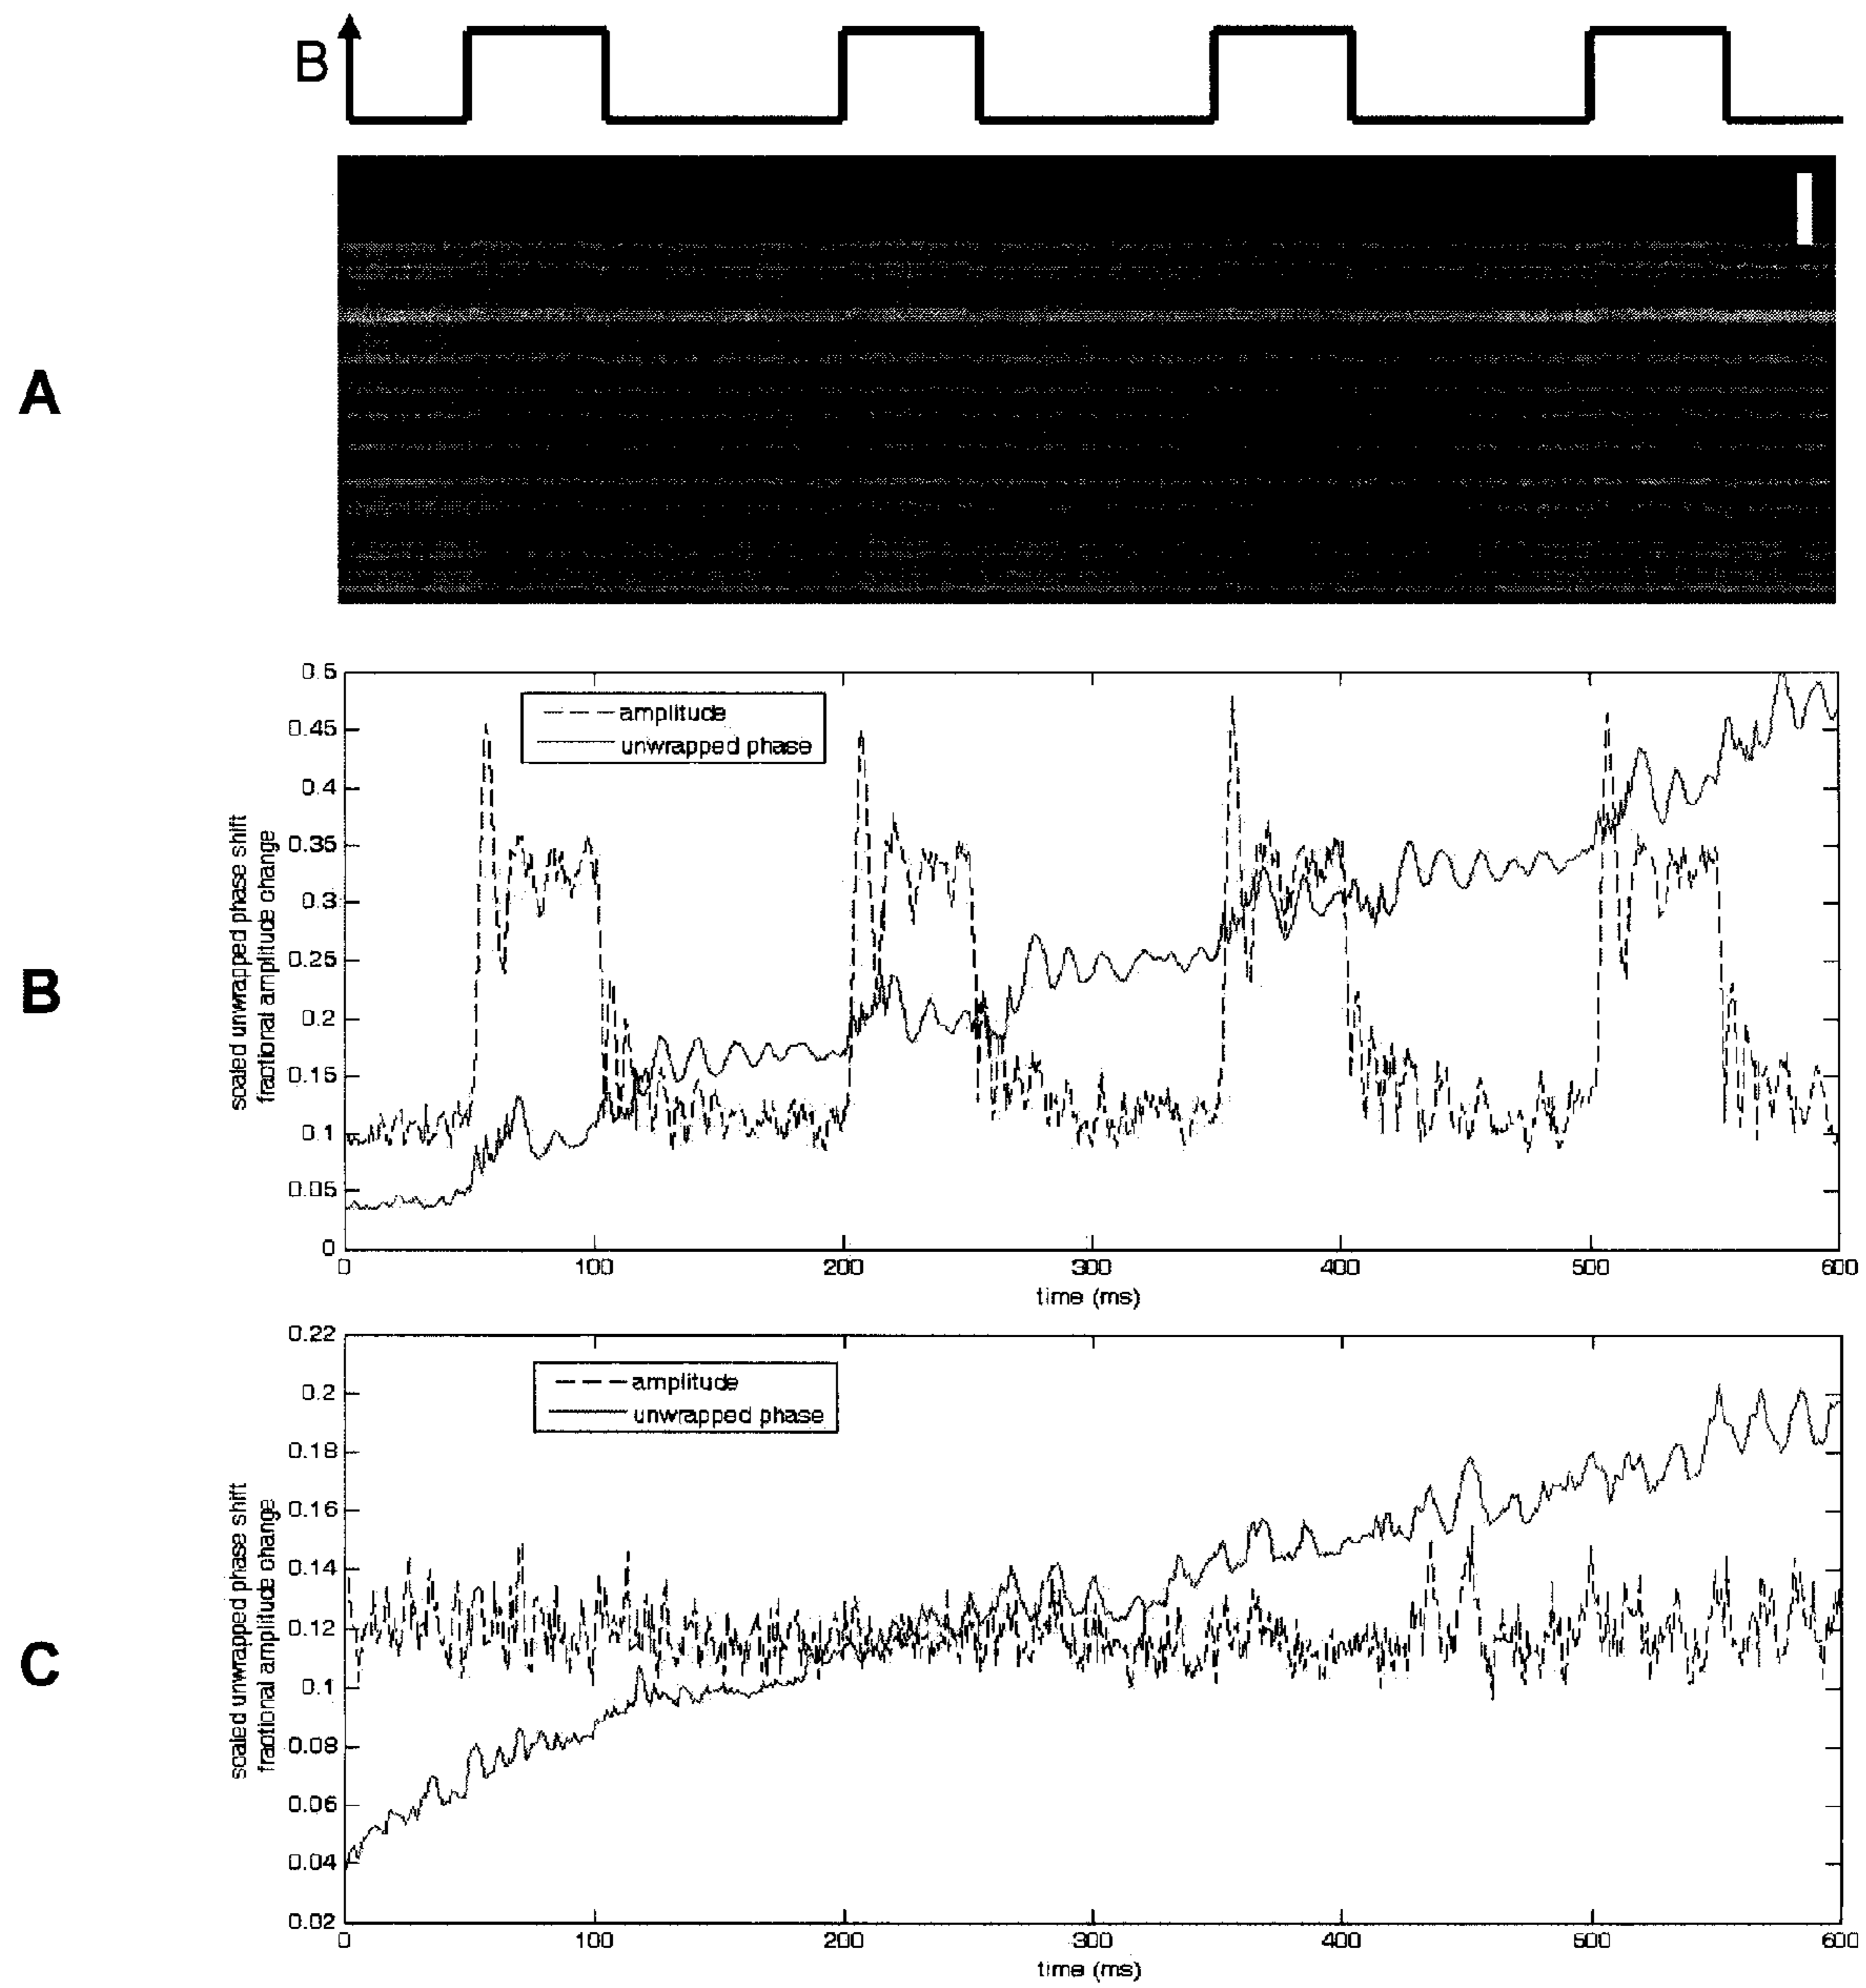 B
A
0.5
0.45
0.4
0.35
0.3
0.25
0.2
0.15
0.1
0.05
0
amplitude
unwrapped phase
scaled unwrapped phase shift
fractional amplitude change
B
0
100
200
300
400
500
600
time (ms)
0.22
0.2
0.18
0.16
0.14
0.12
0.1
0.08
0.06
0.04
0.02
amplitude
unwrapped phase
scaled unwrapped phase shift
fractional amplitude change
C
0
100
200
300
400
500
600
time (ms)